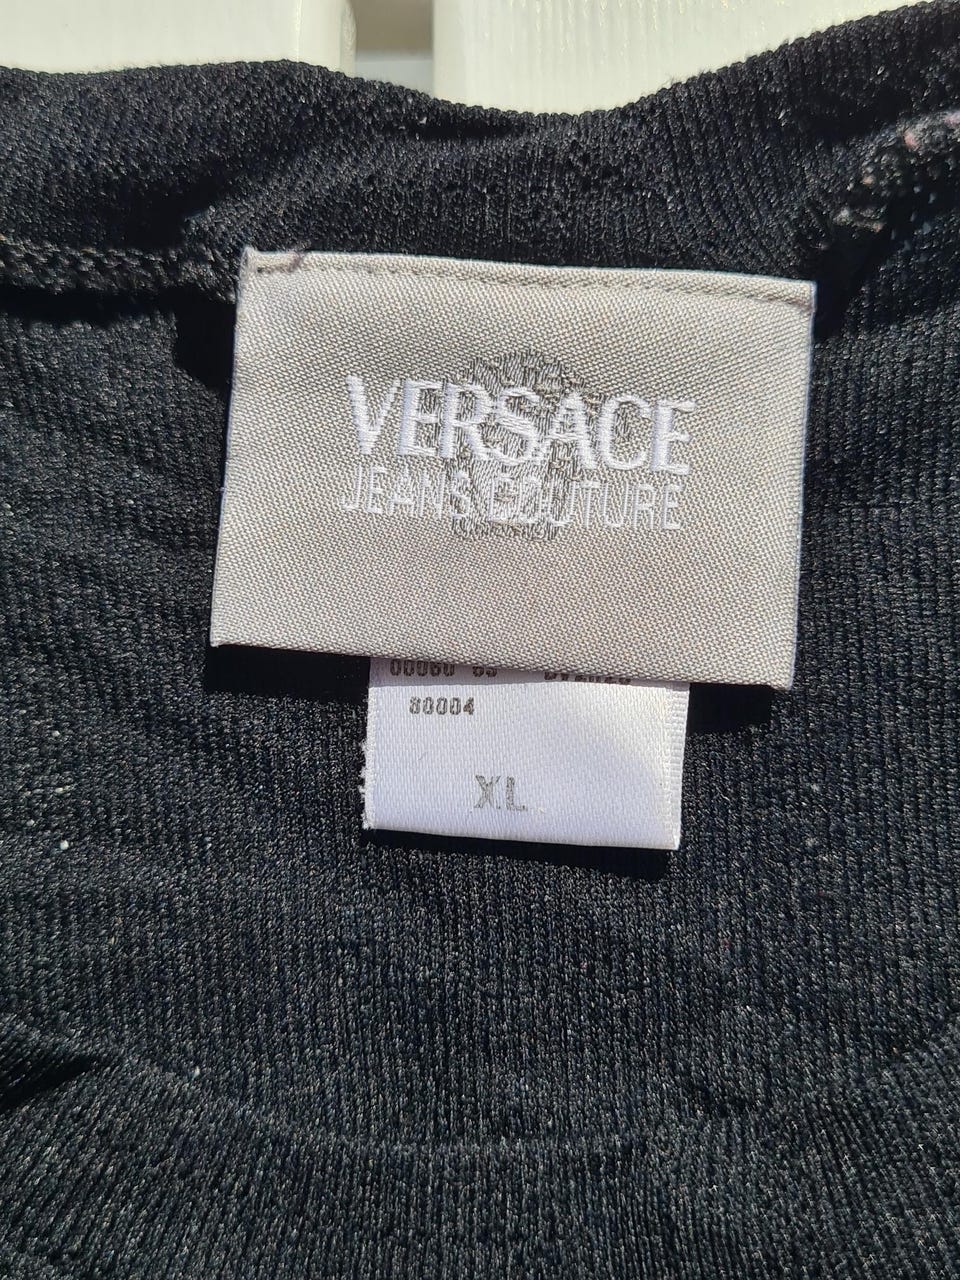 VERSACE
JEANS COUTURE
80004
XL